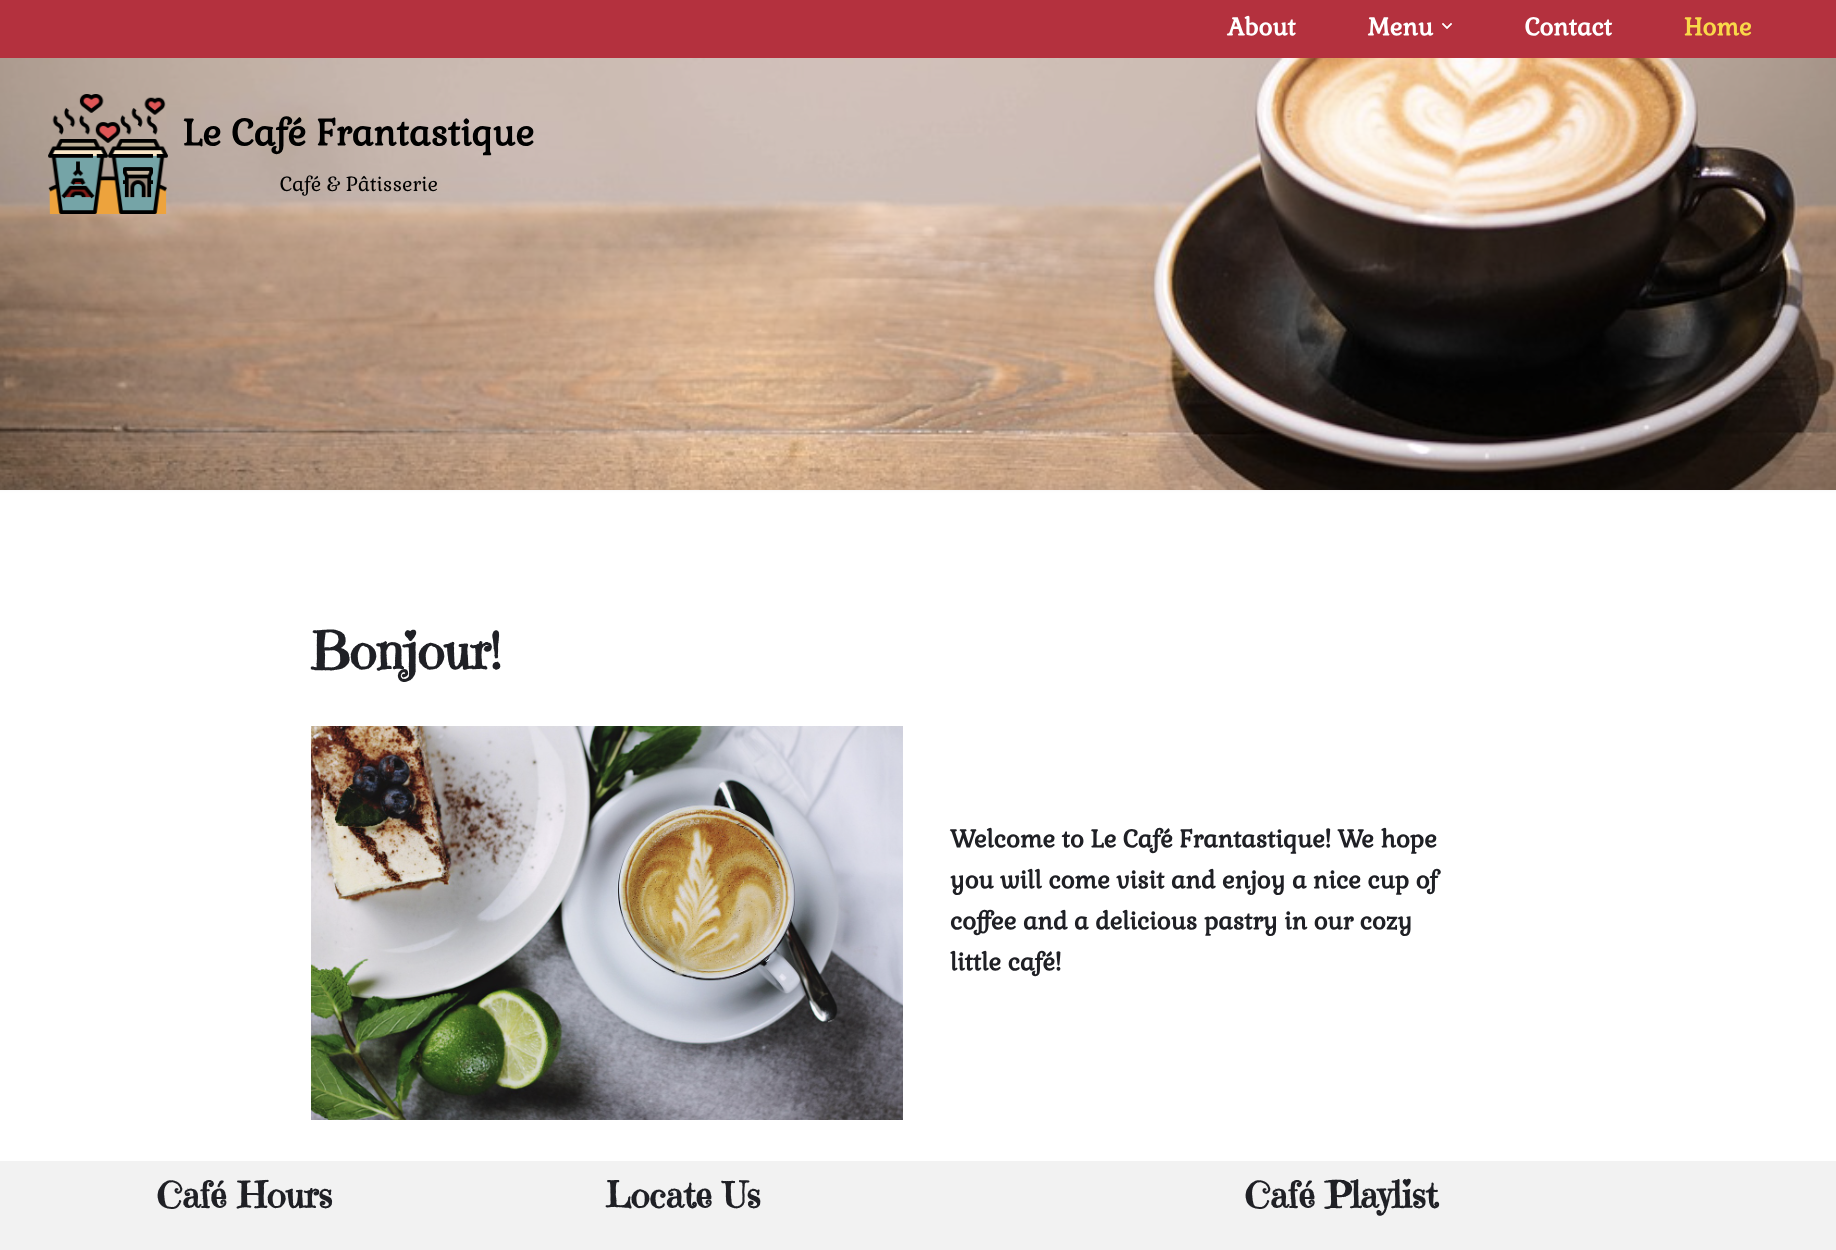 About Menu Contact Home
Le Café Frantastique
Café & Pâtisserie
Bonjour!
Welcome to Le Café Frantastique! We hope
you will come visit and enjoy a nice cup of
coffee and a delicious pastry in our cozy
little café!
Café Hours Locate Us Café Playlist